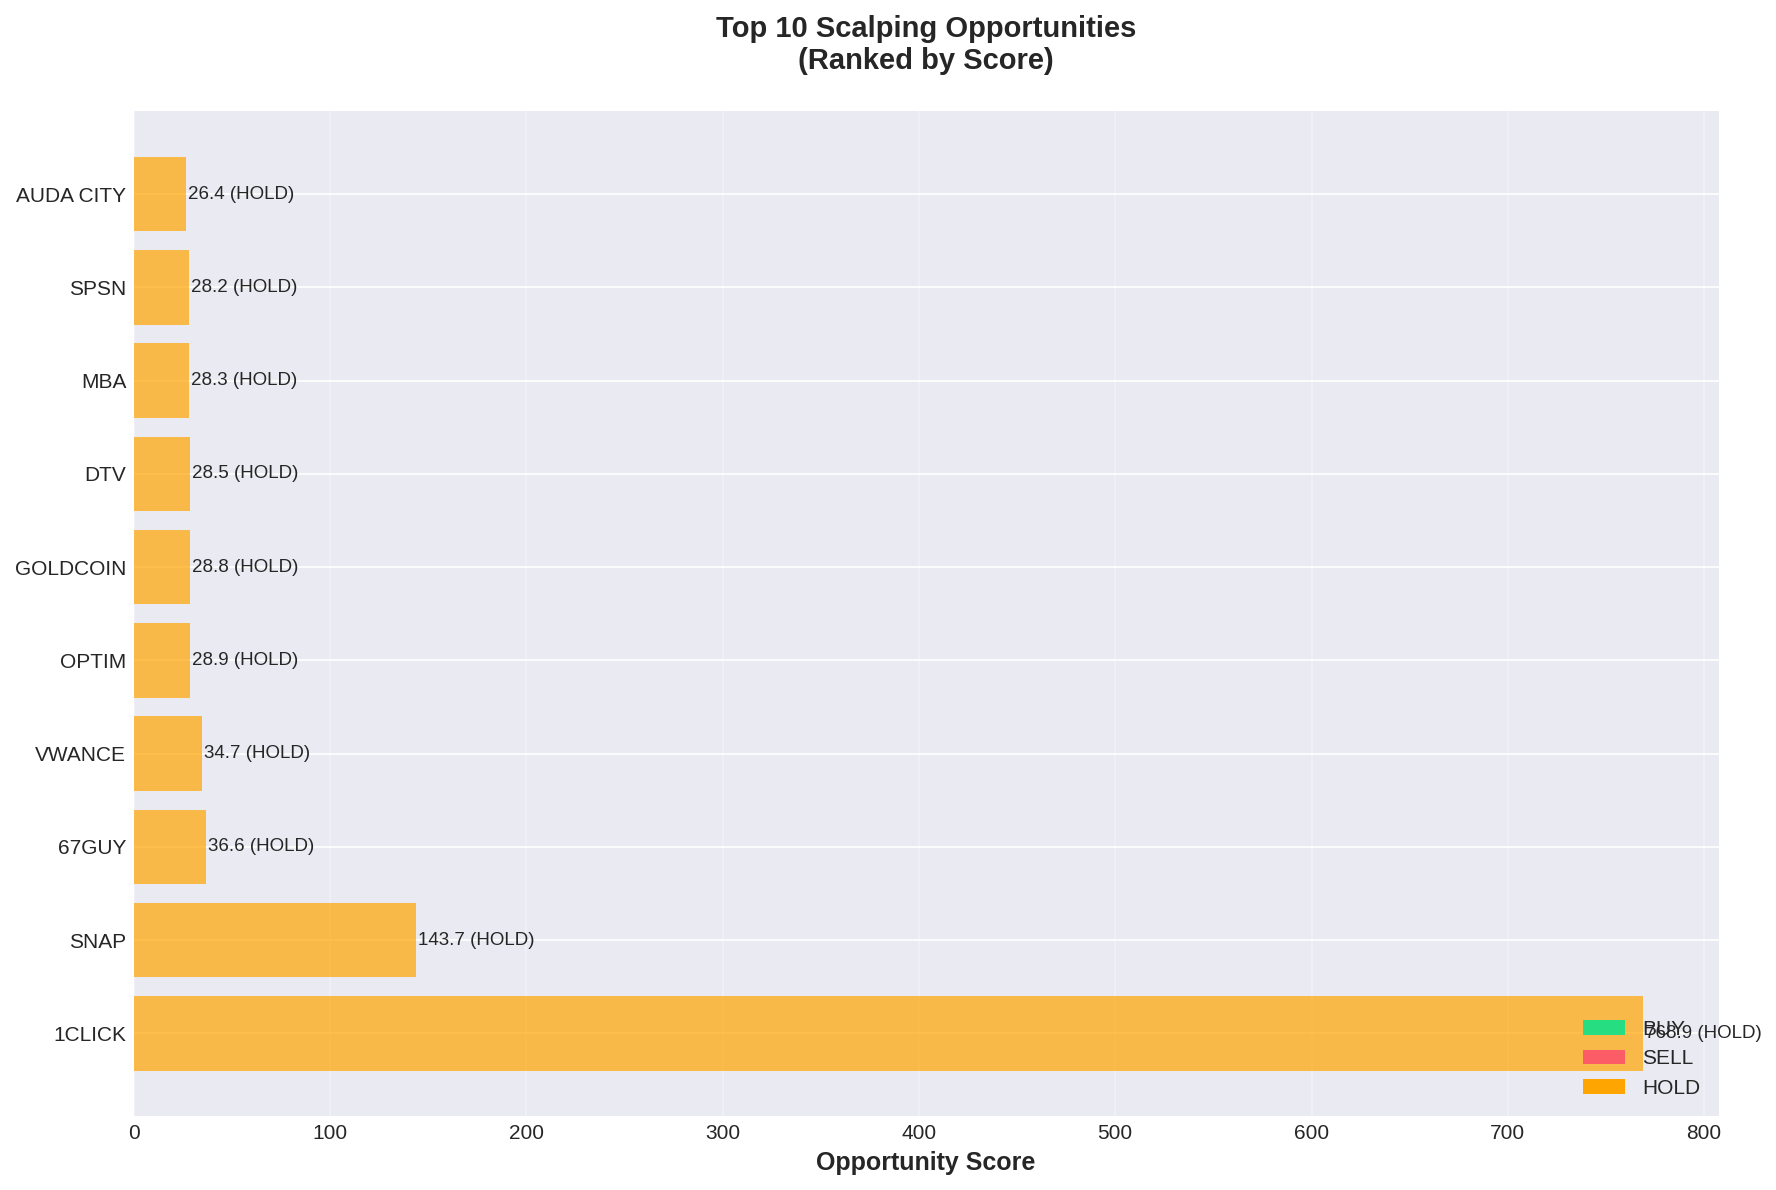 Top 10 Scalping Opportunities
(Ranked by Score)
AUDA CITY 26.4 (HOLD)
SPSN 28.2 (HOLD)
MBA 28.3 (HOLD)
DTV 28.5 (HOLD)
GOLDCOIN 28.8 (HOLD)
OPTIM 28.9 (HOLD)
VWANCE 34.7 (HOLD)
67GUY 36.6 (HOLD)
SNAP 143.7 (HOLD)
1CLICK 768.9 (HOLD)
BUY
SELL
HOLD
0 100 200 300 400 500 600 700 800
Opportunity Score